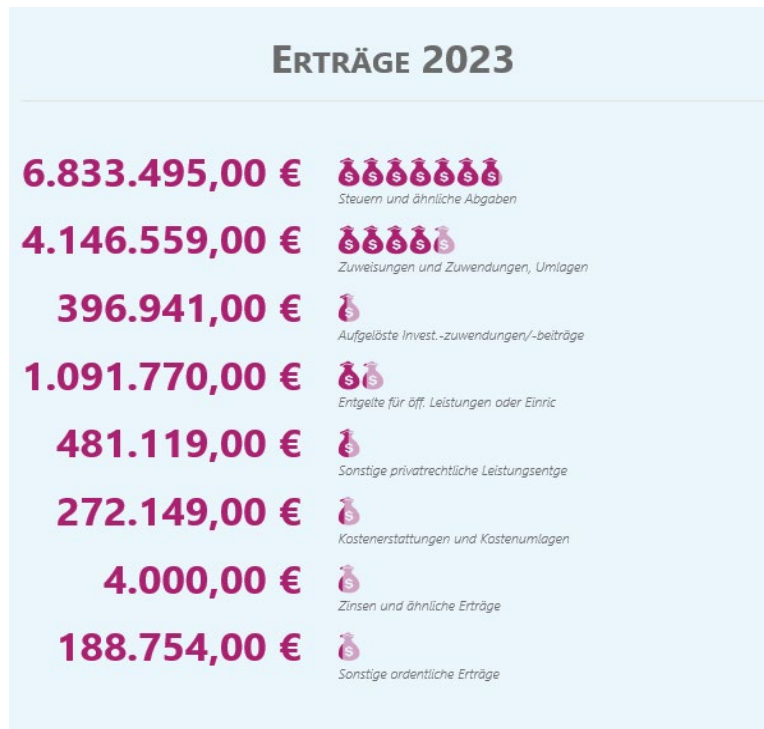 Erträge 2023
6.833.495,00 €
Steuern und ähnliche Abgaben
4.146.559,00 €
Zuweisungen und Zuwendungen, Umlagen
396.941,00 €
Aufgelöste Invest.-zuwendungen/-beiträge
1.091.770,00 €
Entgelte für öff. Leistungen oder Einric
481.119,00 €
Sonstige privatrechtliche Leistungsentge
272.149,00 €
Kostenerstattungen und Kostenumlagen
4.000,00 €
Zinsen und ähnliche Erträge
188.754,00 €
Sonstige ordentliche Erträge